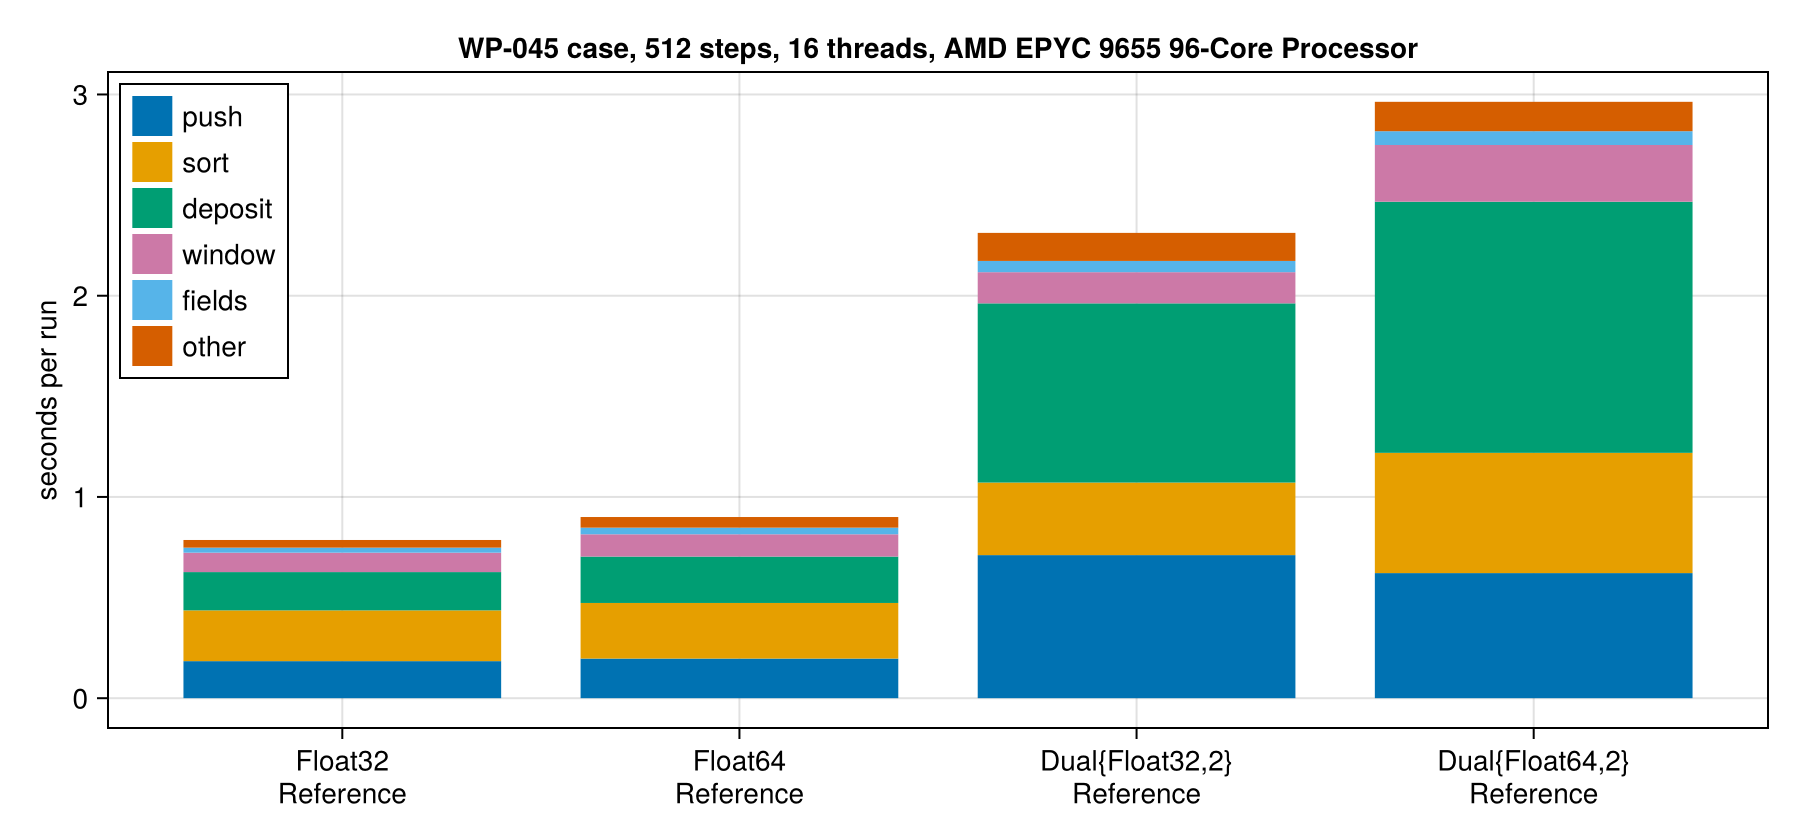 WP-045 case, 512 steps, 16 threads, AMD EPYC 9655 96-Core Processor
push
sort
deposit
window
fields
other
seconds per run
3
2
1
0
Float32
Reference
Float64
Reference
Dual{Float32,2}
Reference
Dual{Float64,2}
Reference